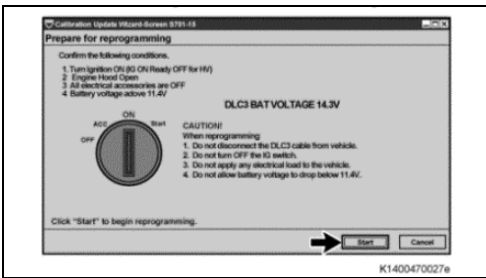 Calibration Update Wizard-Screen S701-13
Prepare for reprogramming
Confirm the following conditions.
1. Turn ignition ON (IG ON Ready OFF for HV)
2 Engine Hood Open
3 All electrical accessories are OFF
4 Battery voltage adove 11.4V
DLC3 BAT VOLTAGE 14.3V
ON
ACC
Start
OFF
CAUTION!
When reprogramming:
1. Do not disconnect the DLC3 cable from vehicle.
2. Do not turn OFF the IG switch.
3. Do not apply any electrical load to the vehicle.
4. Do not allow battery voltage to drop below 11.4V.
Click "Start" to begin reprogramming.
Start
Cancel
K1400470027e